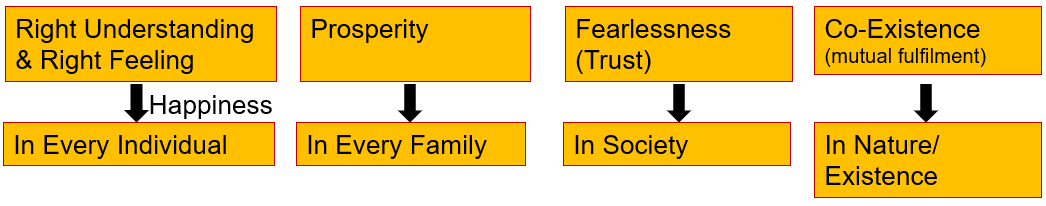 Right Understanding
& Right Feeling
Prosperity
Fearlessness
(Trust)
Co-Existence
(mutual fulfilment)
Happiness
In Every Individual
In Every Family
In Society
In Nature/
Existence